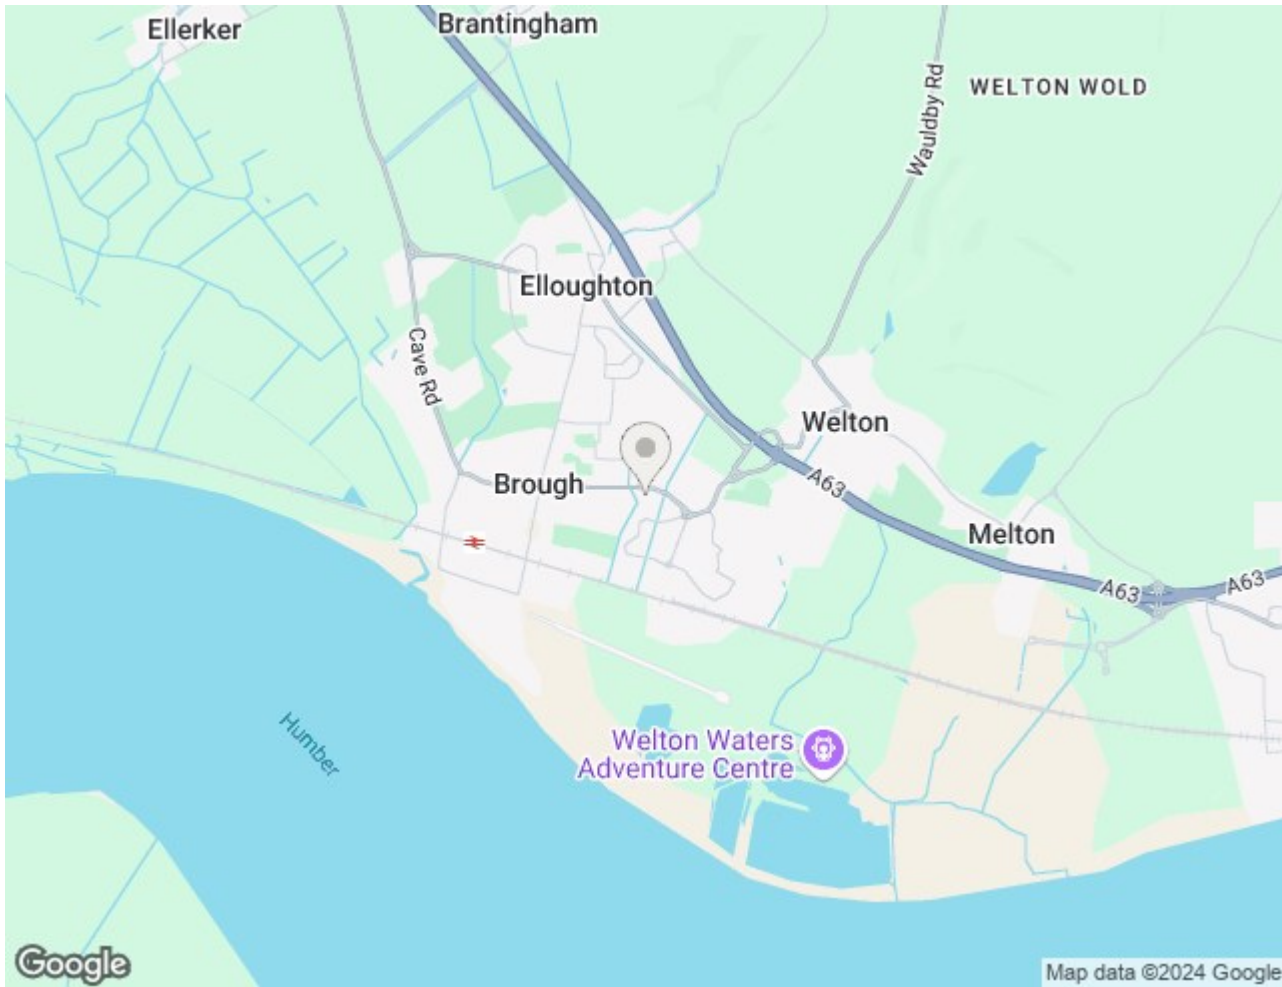 Ellerker
Brantingham
WELTON WOLD
Wauldby Rd
Elloughton
Cave Rd
Welton
Brough
A63
Melton
A63
A63
Humber
Welton Waters
Adventure Centre
Google
Map data ©2024 Google